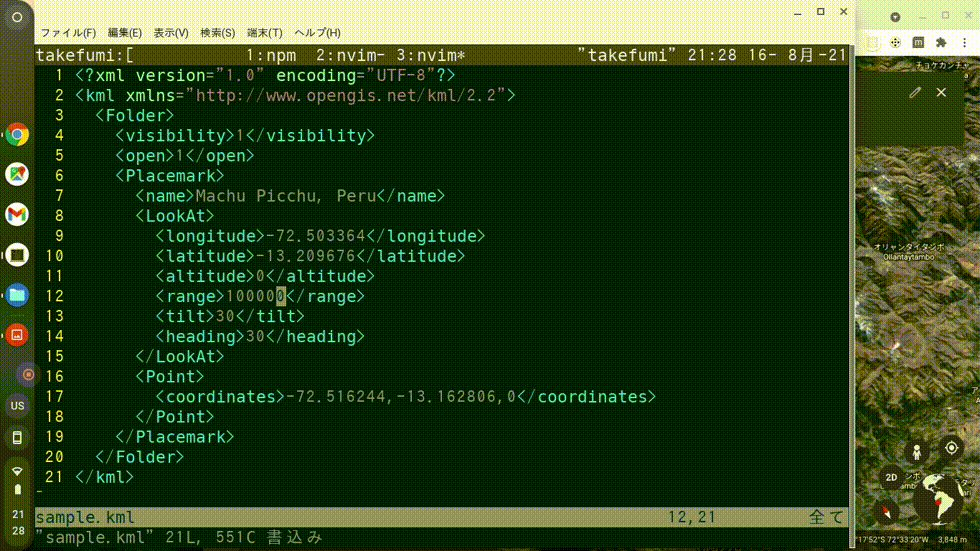 ファイル(F) 編集(E) 表示(V) 検索(S) 端末(T) ヘルプ(H)
takefumi:[ 1:npm 2:nvim- 3:nvim* "takefumi" 21:28 16- 8月-21
1 <?xml version="1.0" encoding="UTF-8"?>
2 <kml xmlns="http://www.opengis.net/kml/2.2">
3 <Folder>
4 <visibility>1</visibility>
5 <open>1</open>
6 <Placemark>
7 <name>Machu Picchu, Peru</name>
8 <LookAt>
9 <longitude>-72.503364</longitude>
10 <latitude>-13.209676</latitude>
11 <altitude>0</altitude>
12 <range>100000</range>
13 <tilt>30</tilt>
14 <heading>30</heading>
15 </LookAt>
16 <Point>
17 <coordinates>-72.516244,-13.162806,0</coordinates>
18 </Point>
19 </Placemark>
20 </Folder>
21 </kml>
sample.kml 12,21 全て
"sample.kml" 21L, 551C 書込み
US
21
28
チョケカンチャ
オリャンタイタンボ
Ollantaytambo
2D
°17'52"S 72°33'20"W 3,848 m